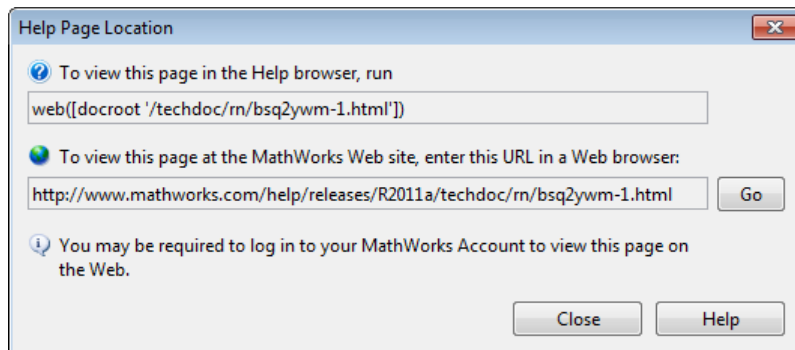 Help Page Location
To view this page in the Help browser, run
web([docroot '/techdoc/rn/bsq2ywm-1.html'])
To view this page at the MathWorks Web site, enter this URL in a Web browser:
http://www.mathworks.com/help/releases/R2011a/techdoc/rn/bsq2ywm-1.html
Go
You may be required to log in to your MathWorks Account to view this page on
the Web.
Close
Help